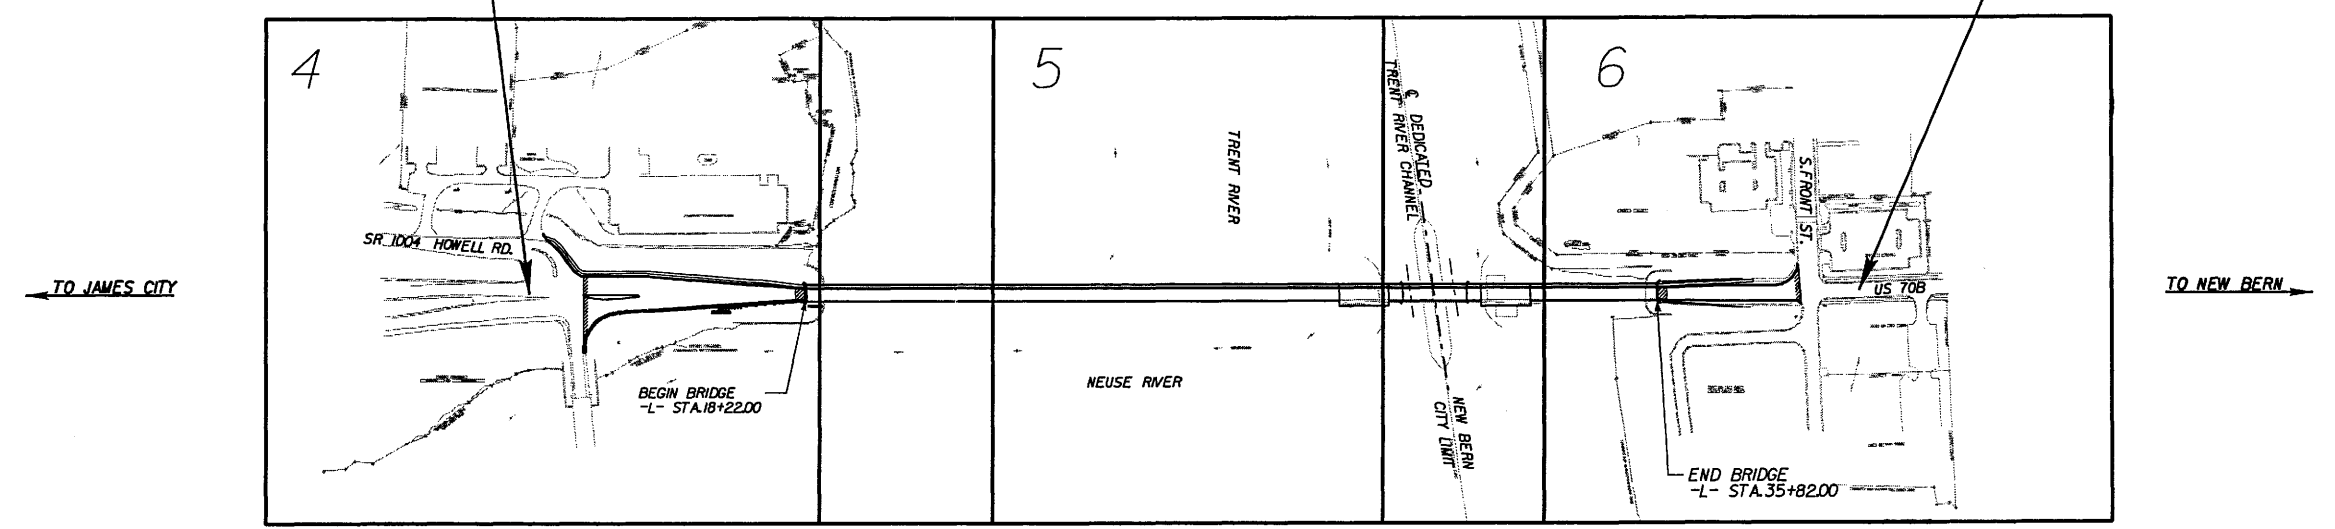 4
5
6
TO JAMES CITY
SR 1004 HOWELL RD.
BEGIN BRIDGE
-L- STA.18+22.00
TRENT RIVER
NEUSE RIVER
℄ DEDICATED
TRENT RIVER CHANNEL
NEW BERN
CITY LIMIT
S. FRONT ST.
US 70B
END BRIDGE
-L- STA.35+82.00
TO NEW BERN